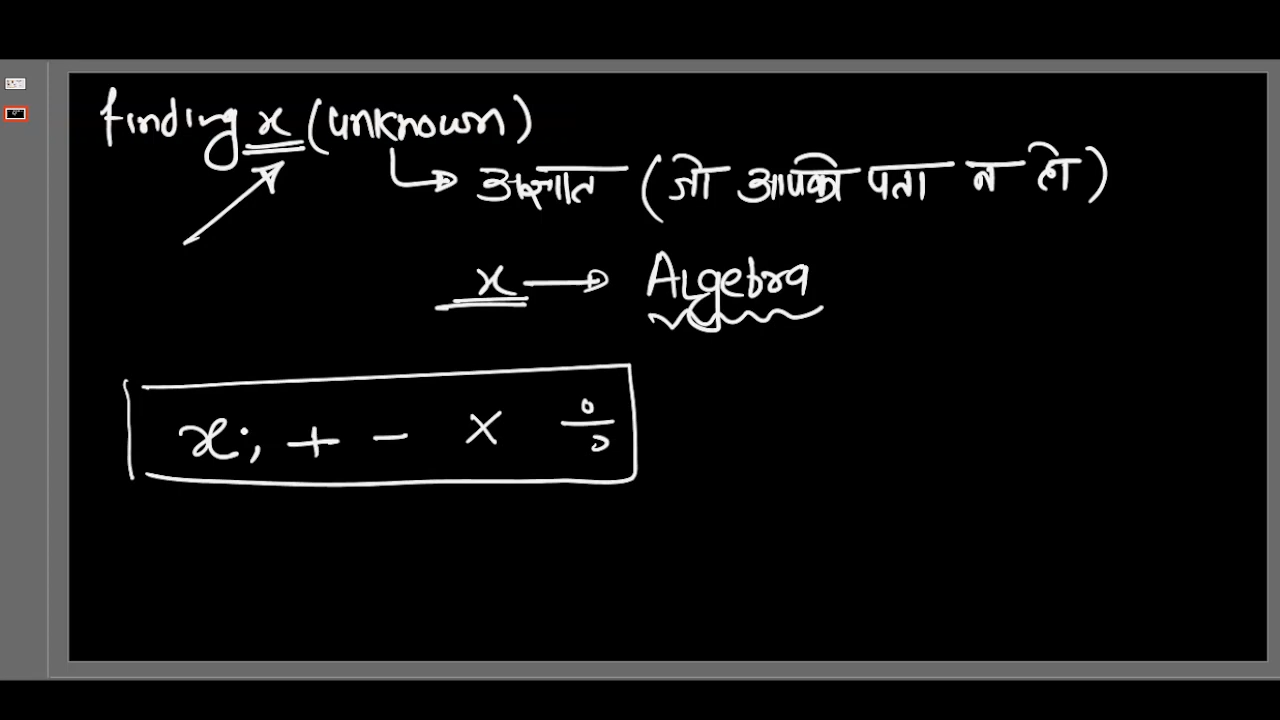 finding x (unknown)
अज्ञात (जो आपको पता न हो)
x → Algebra
x; + - × ÷